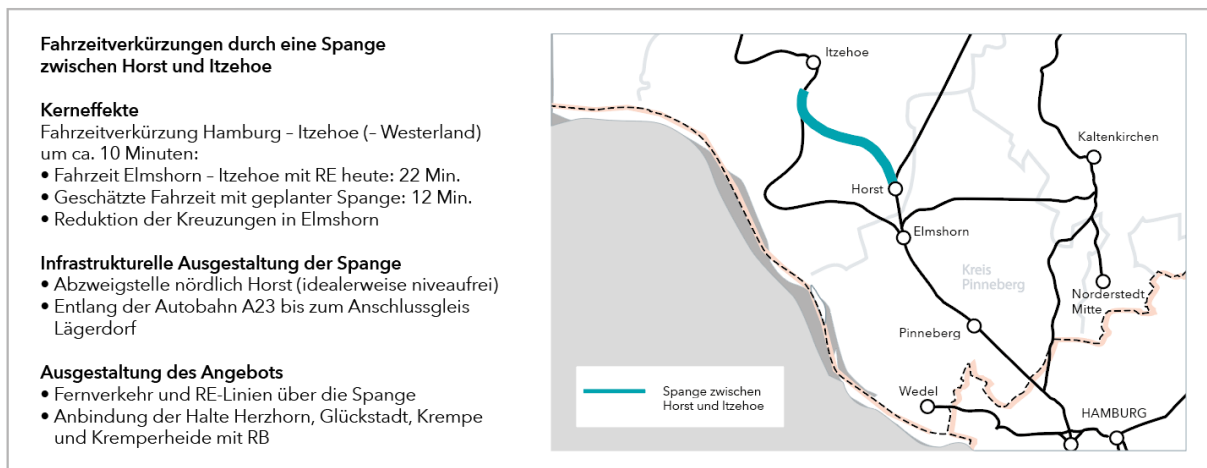 Fahrzeitverkürzungen durch eine Spange
zwischen Horst und Itzehoe
Kerneffekte
Fahrzeitverkürzung Hamburg – Itzehoe (– Westerland)
um ca. 10 Minuten:
• Fahrzeit Elmshorn – Itzehoe mit RE heute: 22 Min.
• Geschätzte Fahrzeit mit geplanter Spange: 12 Min.
• Reduktion der Kreuzungen in Elmshorn
Infrastrukturelle Ausgestaltung der Spange
• Abzweigstelle nördlich Horst (idealerweise niveaufrei)
• Entlang der Autobahn A23 bis zum Anschlussgleis
Lägerdorf
Ausgestaltung des Angebots
• Fernverkehr und RE-Linien über die Spange
• Anbindung der Halte Herzhorn, Glückstadt, Krempe
und Kremperheide mit RB
Itzehoe
Kaltenkirchen
Horst
Elmshorn
Kreis
Pinneberg
Norderstedt
Mitte
Pinneberg
Wedel
HAMBURG
Spange zwischen
Horst und Itzehoe